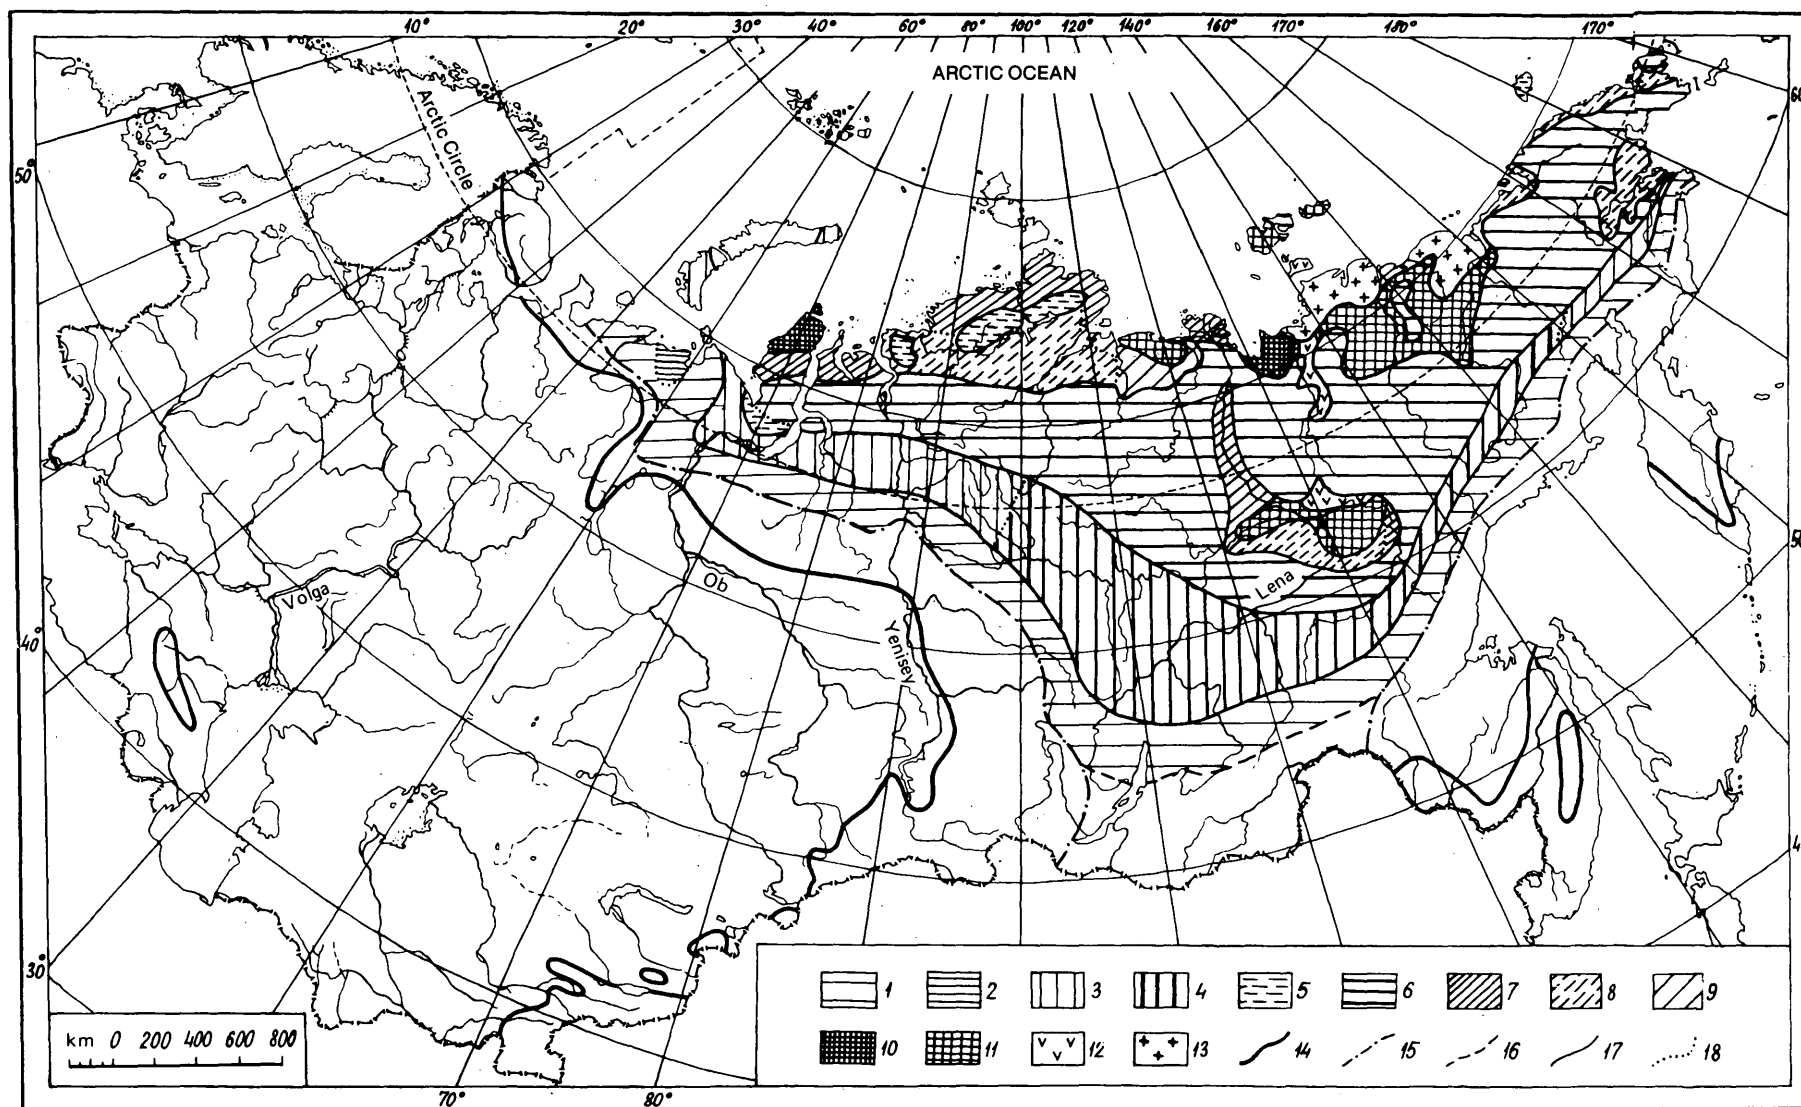 10° 20° 30° 40° 60° 80° 100° 120° 140° 160° 170° 180° 170°
ARCTIC OCEAN
Arctic Circle
50°
40°
30°
Volga
Ob
Yenisey
Lena
km 0 200 400 600 800
1 2 3 4 5 6 7 8 9
10 11 12 13 14 15 16 17 18
70° 80°